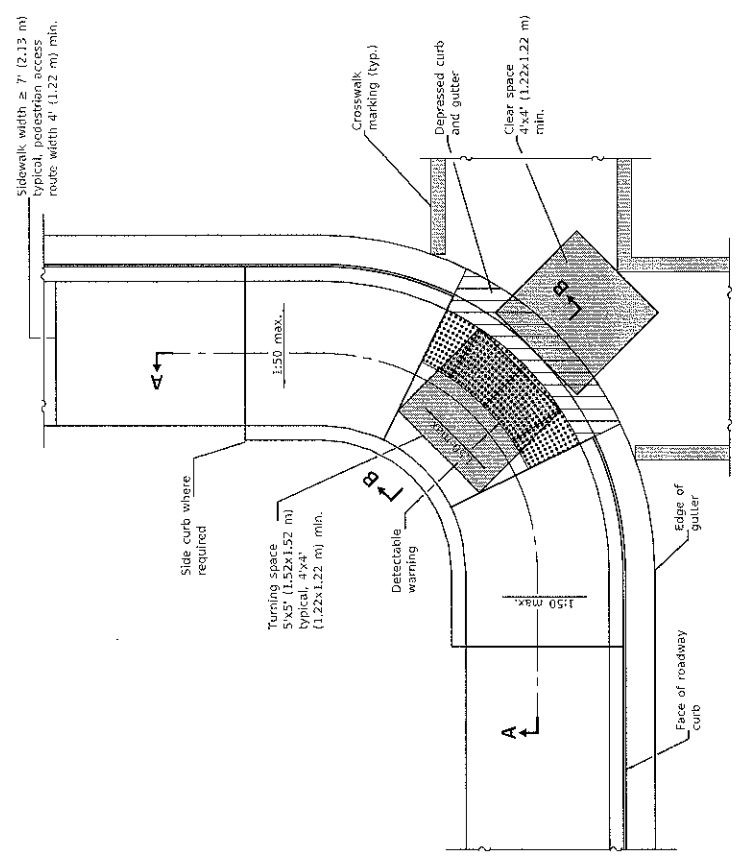 Sidewalk width ≥ 7' (2.13 m)
typical, pedestrian access
route width 4' (1.22 m) min.
Crosswalk
marking (typ.)
Depressed curb
and gutter
Clear space
4'x4' (1.22x1.22 m)
min.
B
A
1:50 max.
Side curb where
required
B
Turning space
5'x5' (1.52x1.52 m)
typical, 4'x4'
(1.22x1.22 m) min.
Detectable
warning
Edge of
gutter
1:50 max.
A
Face of roadway
curb